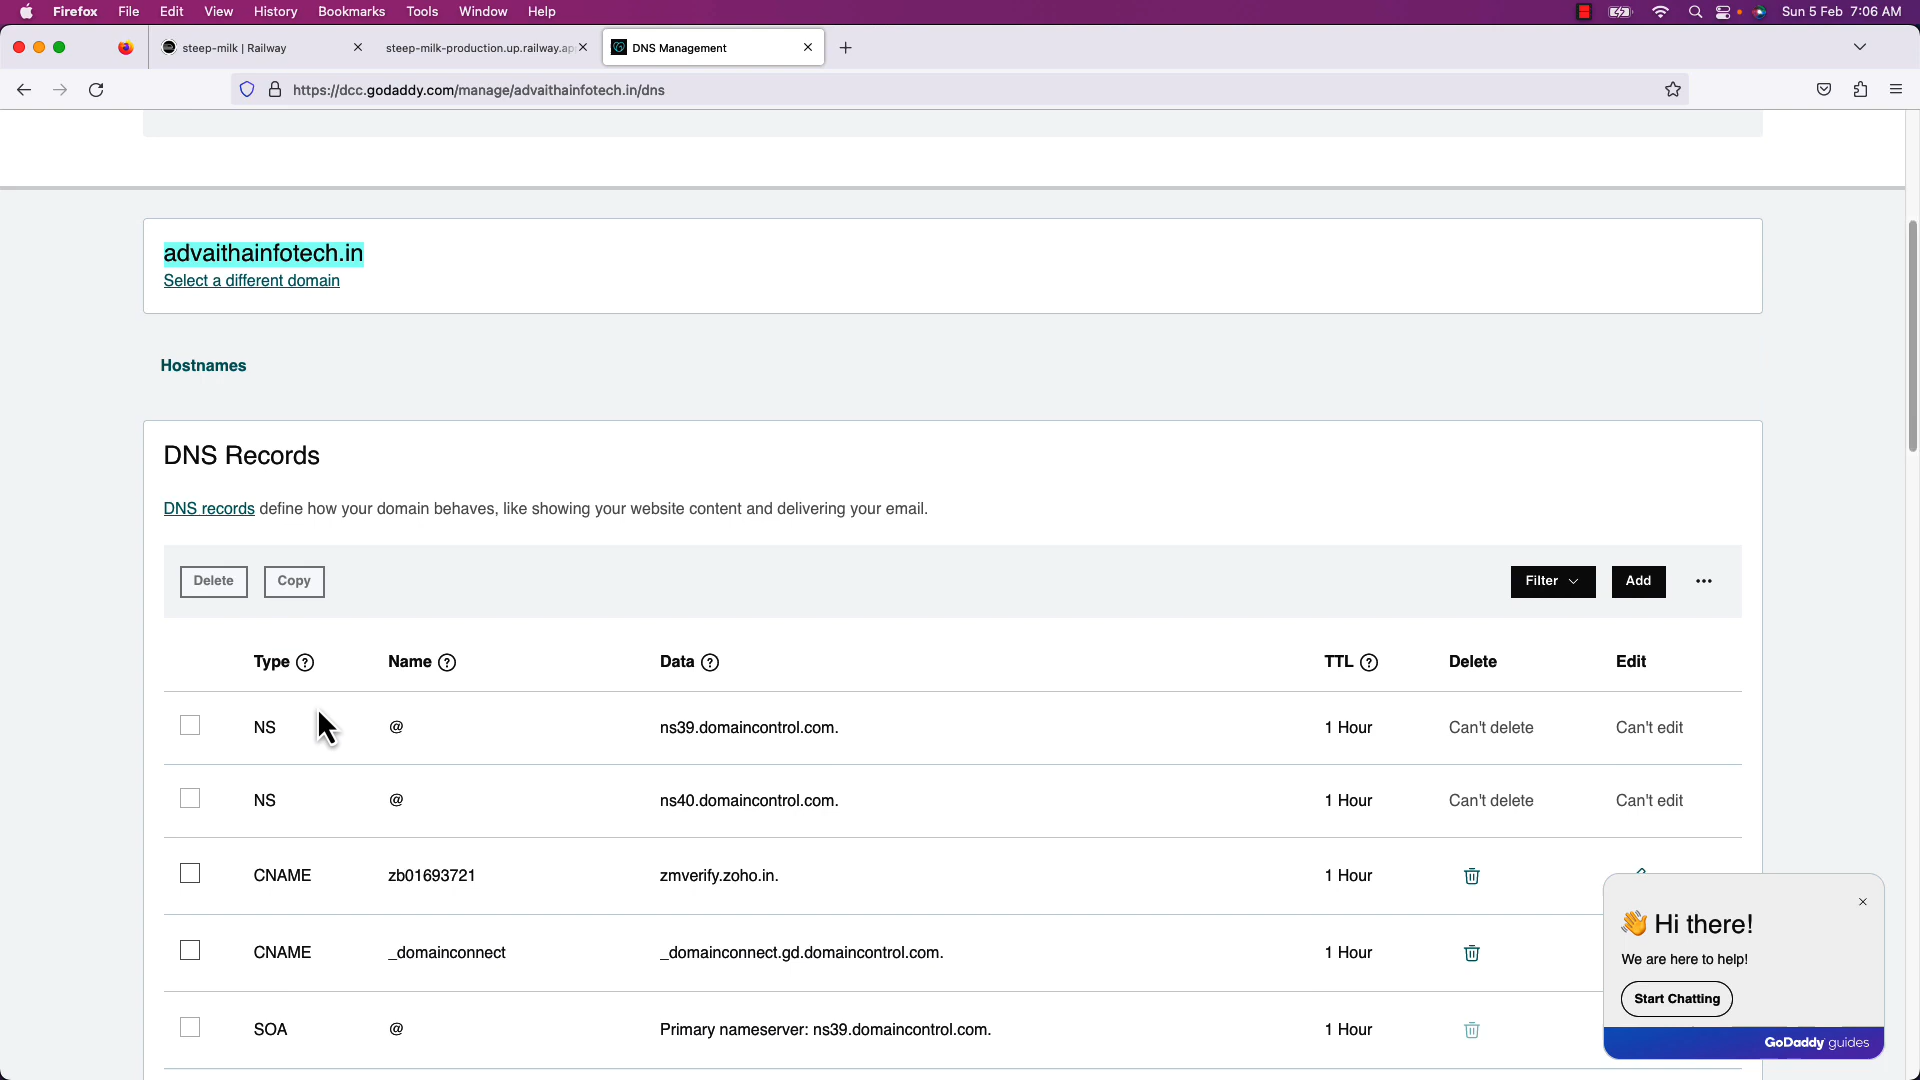 Firefox File Edit View History Bookmarks Tools Window Help Sun 5 Feb 7:06 AM
steep-milk | Railway steep-milk-production.up.railway.ap DNS Management
https://dcc.godaddy.com/manage/advaithainfotech.in/dns
advaithainfotech.in
Select a different domain
Hostnames
DNS Records
DNS records define how your domain behaves, like showing your website content and delivering your email.
Delete Copy Filter Add
Type Name Data TTL Delete Edit
NS @ ns39.domaincontrol.com. 1 Hour Can't delete Can't edit
NS @ ns40.domaincontrol.com. 1 Hour Can't delete Can't edit
CNAME zb01693721 zmverify.zoho.in. 1 Hour
CNAME _domainconnect _domainconnect.gd.domaincontrol.com. 1 Hour
SOA @ Primary nameserver: ns39.domaincontrol.com. 1 Hour
👋 Hi there!
We are here to help!
Start Chatting
GoDaddy guides